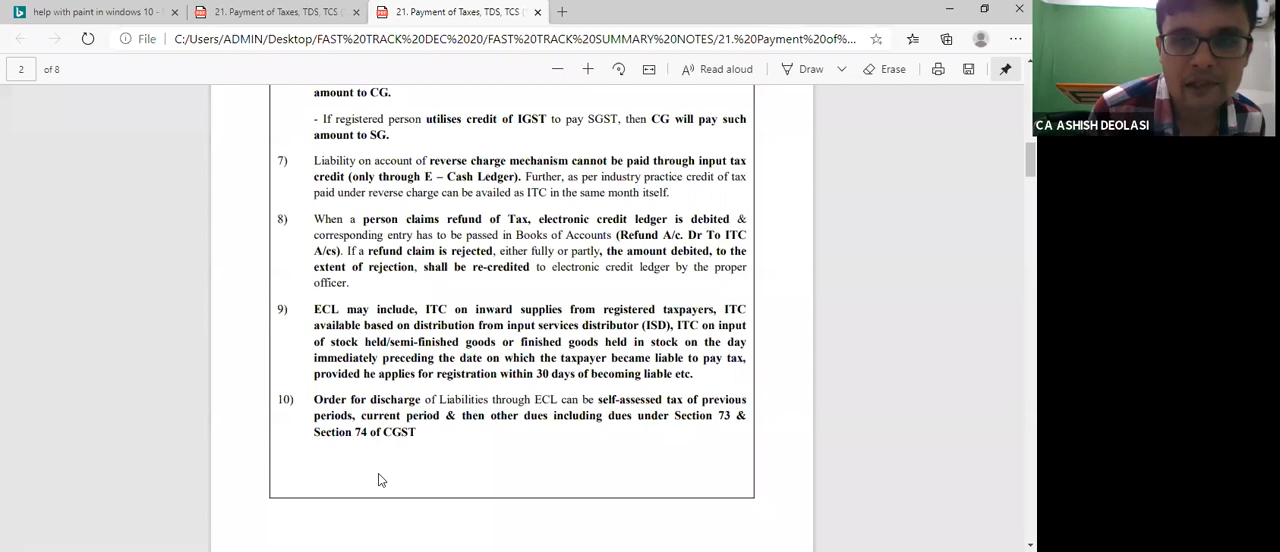 help with paint in windows 10 -
21. Payment of Taxes, TDS, TCS
21. Payment of Taxes, TDS, TCS
File
C:/Users/ADMIN/Desktop/FAST%20TRACK%20DEC%2020/FAST%20TRACK%20SUMMARY%20NOTES/21.%20Payment%20of%...
2 of 8
Read aloud
Draw
Erase
CA ASHISH DEOLASI
amount to CG.
- If registered person utilises credit of IGST to pay SGST, then CG will pay such
amount to SG.
7) Liability on account of reverse charge mechanism cannot be paid through input tax
credit (only through E – Cash Ledger). Further, as per industry practice credit of tax
paid under reverse charge can be availed as ITC in the same month itself.
8) When a person claims refund of Tax, electronic credit ledger is debited &
corresponding entry has to be passed in Books of Accounts (Refund A/c. Dr To ITC
A/cs). If a refund claim is rejected, either fully or partly, the amount debited, to the
extent of rejection, shall be re-credited to electronic credit ledger by the proper
officer.
9) ECL may include, ITC on inward supplies from registered taxpayers, ITC
available based on distribution from input services distributor (ISD), ITC on input
of stock held/semi-finished goods or finished goods held in stock on the day
immediately preceding the date on which the taxpayer became liable to pay tax,
provided he applies for registration within 30 days of becoming liable etc.
10) Order for discharge of Liabilities through ECL can be self-assessed tax of previous
periods, current period & then other dues including dues under Section 73 &
Section 74 of CGST